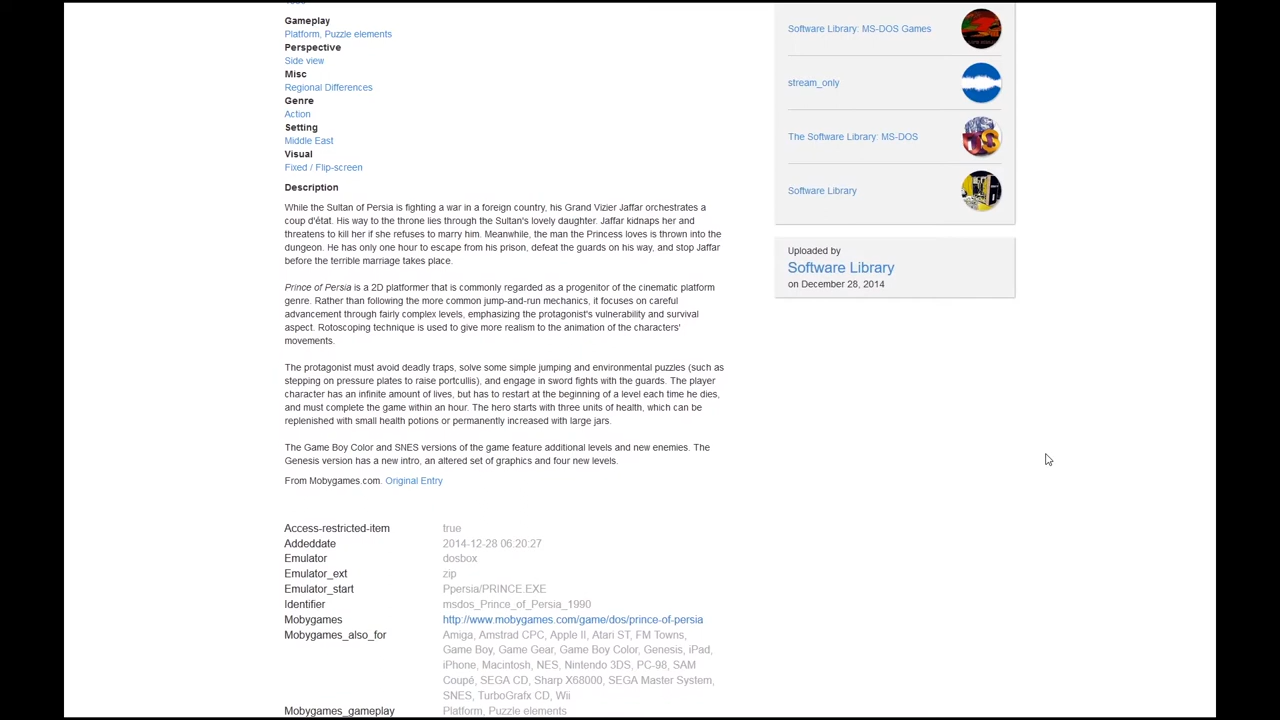 Gameplay
Platform, Puzzle elements
Perspective
Side view
Misc
Regional Differences
Genre
Action
Setting
Middle East
Visual
Fixed / Flip-screen
Description
While the Sultan of Persia is fighting a war in a foreign country, his Grand Vizier Jaffar orchestrates a
coup d'état. His way to the throne lies through the Sultan's lovely daughter. Jaffar kidnaps her and
threatens to kill her if she refuses to marry him. Meanwhile, the man the Princess loves is thrown into the
dungeon. He has only one hour to escape from his prison, defeat the guards on his way, and stop Jaffar
before the terrible marriage takes place.
Prince of Persia is a 2D platformer that is commonly regarded as a progenitor of the cinematic platform
genre. Rather than following the more common jump-and-run mechanics, it focuses on careful
advancement through fairly complex levels, emphasizing the protagonist's vulnerability and survival
aspect. Rotoscoping technique is used to give more realism to the animation of the characters'
movements.
The protagonist must avoid deadly traps, solve some simple jumping and environmental puzzles (such as
stepping on pressure plates to raise portcullis), and engage in sword fights with the guards. The player
character has an infinite amount of lives, but has to restart at the beginning of a level each time he dies,
and must complete the game within an hour. The hero starts with three units of health, which can be
replenished with small health potions or permanently increased with large jars.
The Game Boy Color and SNES versions of the game feature additional levels and new enemies. The
Genesis version has a new intro, an altered set of graphics and four new levels.
From Mobygames.com. Original Entry
Access-restricted-item true
Addeddate 2014-12-28 06:20:27
Emulator dosbox
Emulator_ext zip
Emulator_start Ppersia/PRINCE.EXE
Identifier msdos_Prince_of_Persia_1990
Mobygames http://www.mobygames.com/game/dos/prince-of-persia
Mobygames_also_for Amiga, Amstrad CPC, Apple II, Atari ST, FM Towns,
Game Boy, Game Gear, Game Boy Color, Genesis, iPad,
iPhone, Macintosh, NES, Nintendo 3DS, PC-98, SAM
Coupé, SEGA CD, Sharp X68000, SEGA Master System,
SNES, TurboGrafx CD, Wii
Mobygames_gameplay Platform, Puzzle elements
Software Library: MS-DOS Games
stream_only
The Software Library: MS-DOS
Software Library
Uploaded by
Software Library
on December 28, 2014